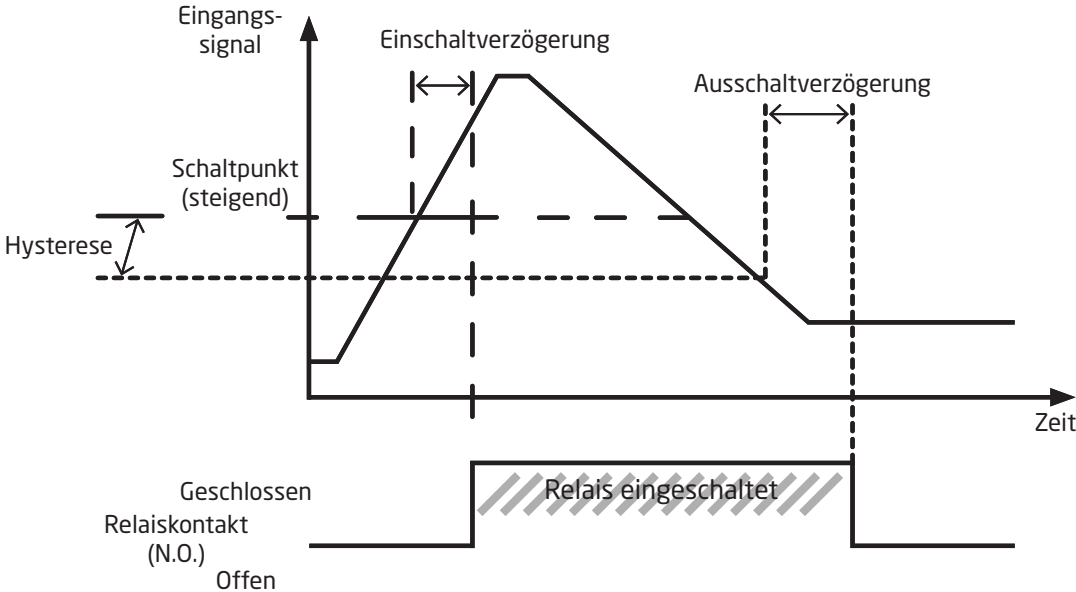 Eingangs-
signal
Einschaltverzögerung
Ausschaltverzögerung
Schaltpunkt
(steigend)
Hysterese
Zeit
Geschlossen
Relais eingeschaltet
Relaiskontakt
(N.O.)
Offen